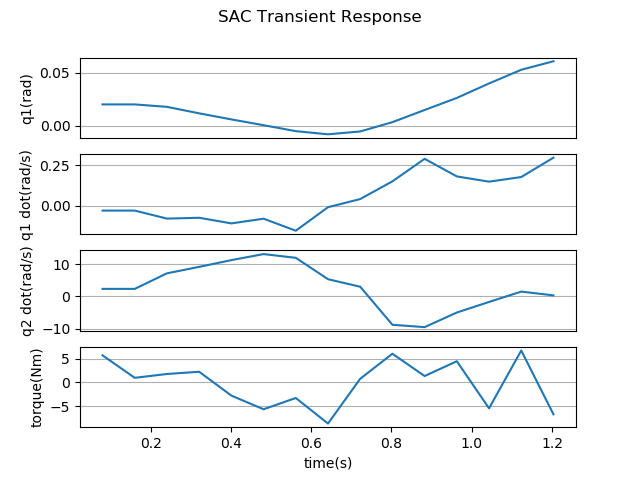 SAC Transient Response
q1(rad)
0.05
0.00
q1 dot(rad/s)
0.25
0.00
q2 dot(rad/s)
10
0
−10
torque(Nm)
5
0
−5
0.2 0.4 0.6 0.8 1.0 1.2
time(s)